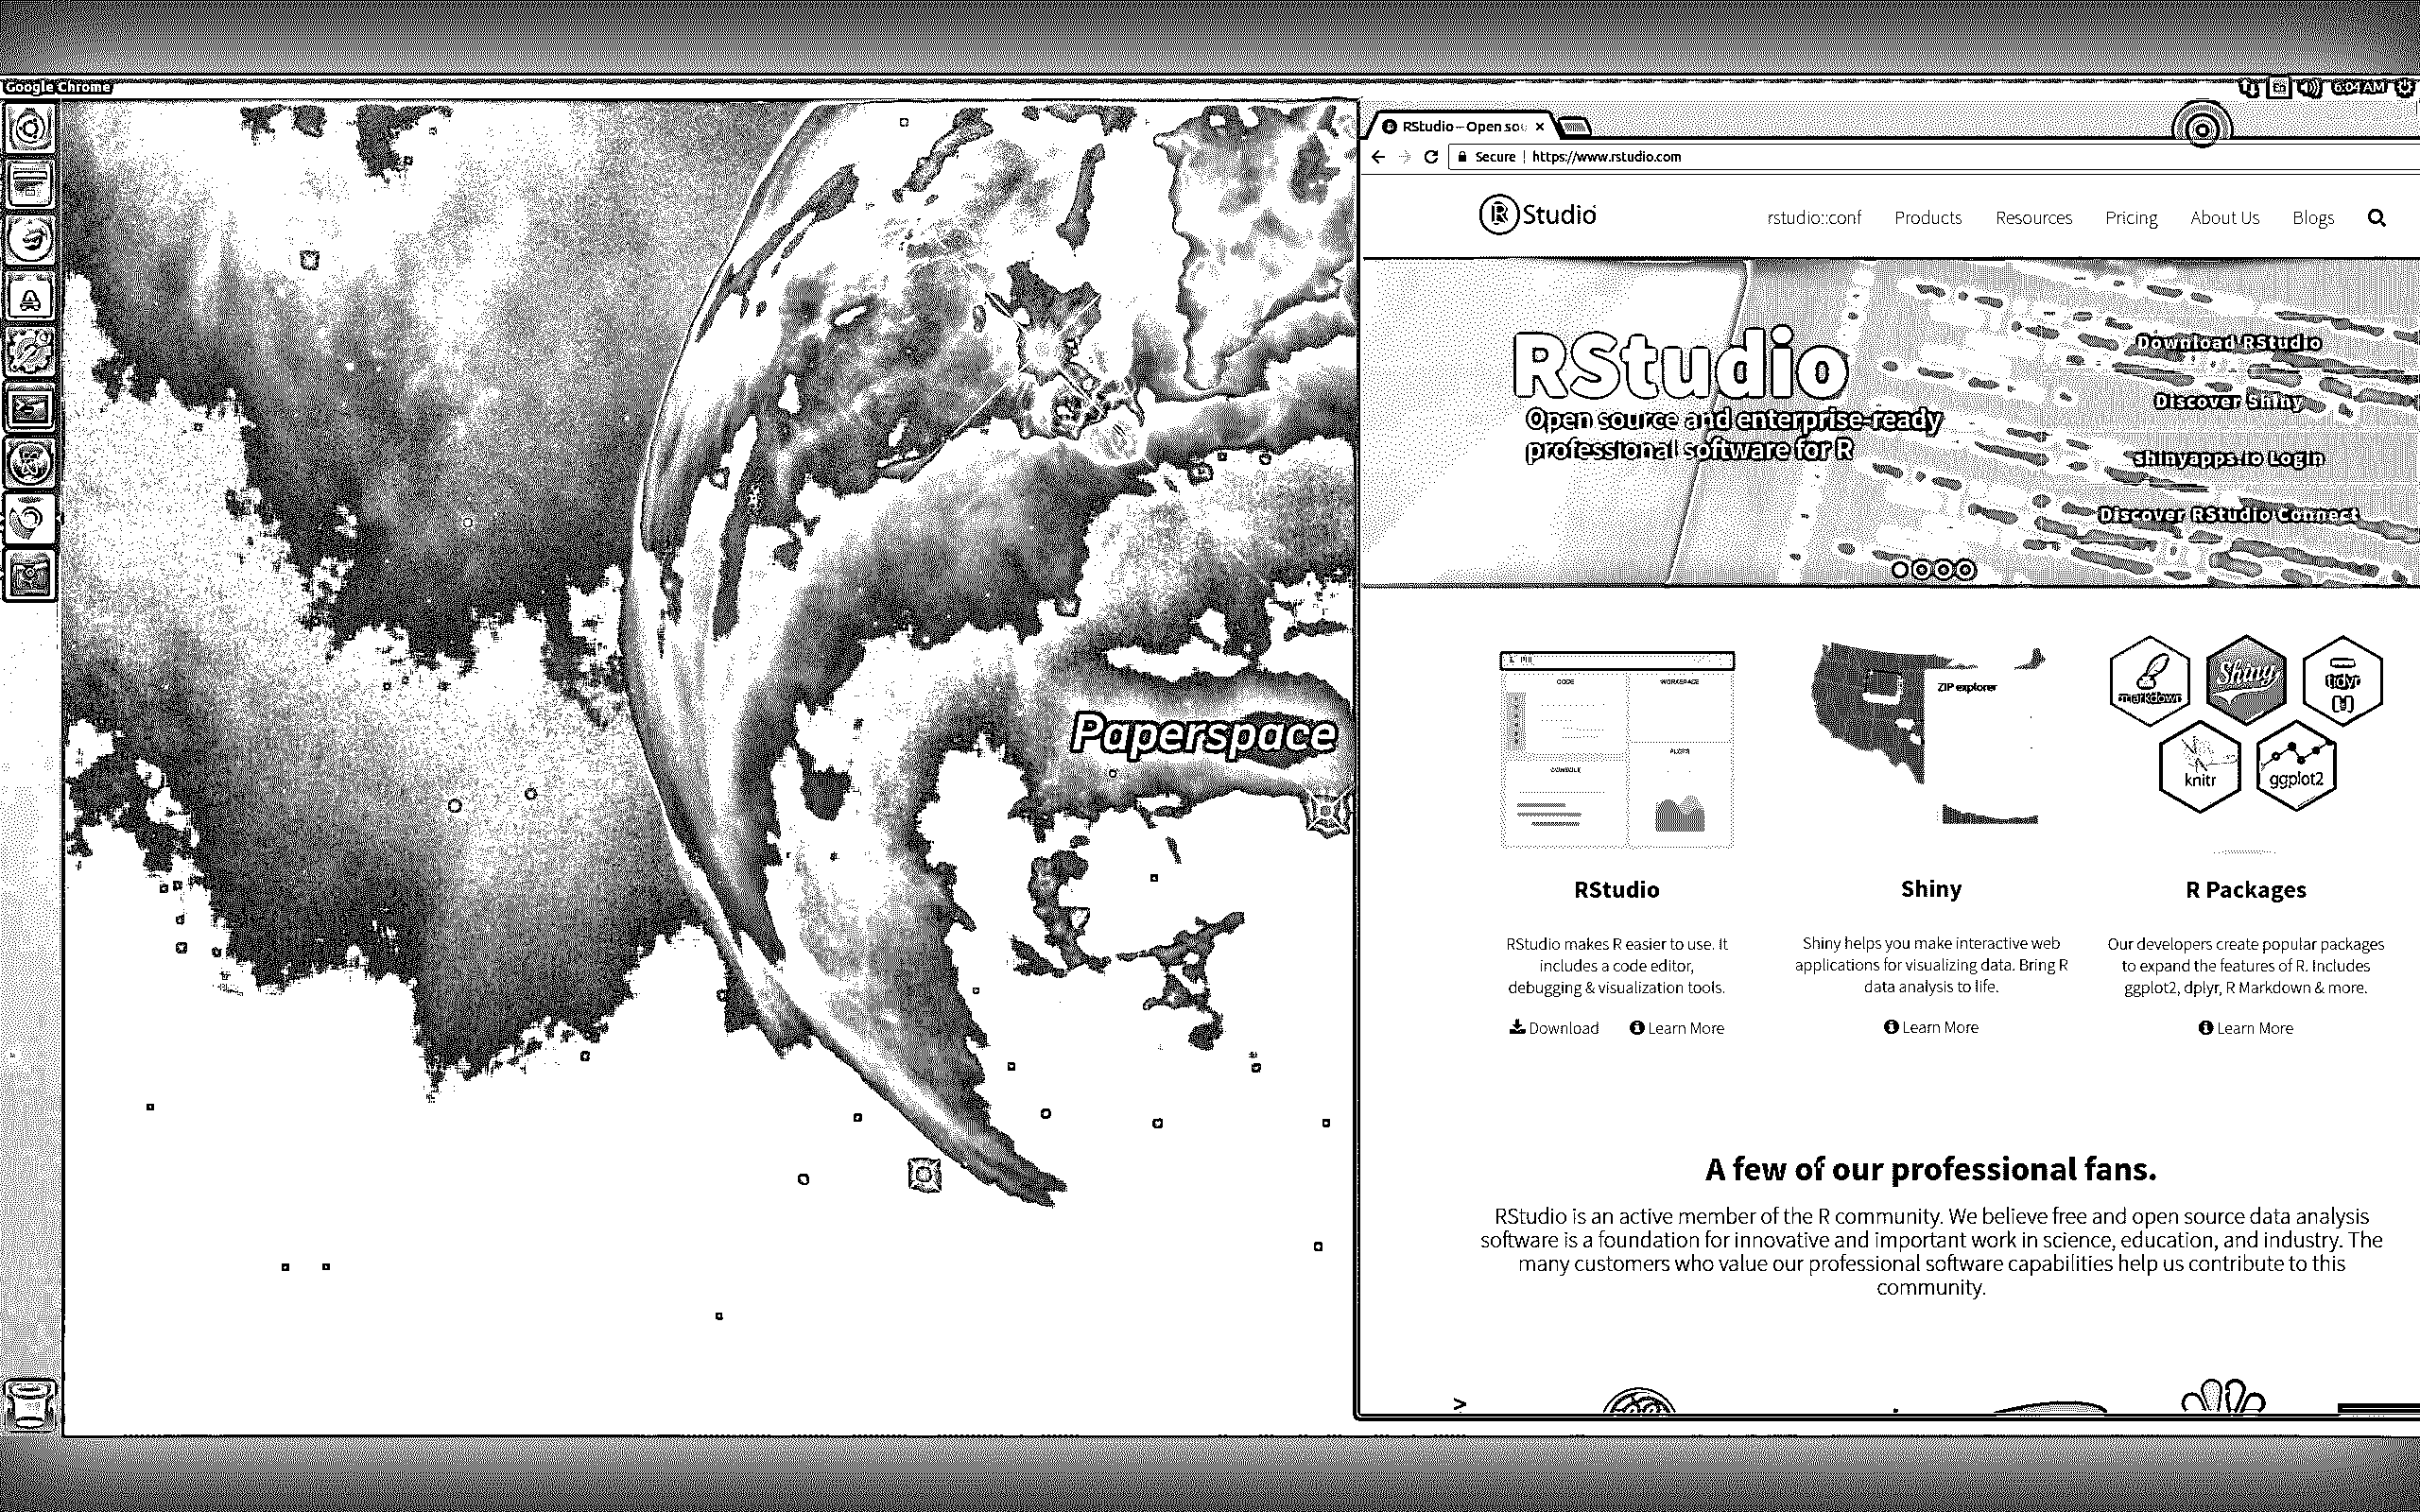 Google Chrome
En
6:04 AM
RStudio – Open sou
Secure | https://www.rstudio.com
R Studio
rstudio::conf Products Resources Pricing About Us Blogs
RStudio
Open source and enterprise-ready
professional software for R
Download RStudio
Discover Shiny
shinyapps.io Login
Discover RStudio Connect
Paperspace
CODE
WORKSPACE
PLOTS
CONSOLE
ZIP explorer
markdown
Shiny
tidyr
knitr
ggplot2
RStudio
RStudio makes R easier to use. It
includes a code editor,
debugging & visualization tools.
Download Learn More
Shiny
Shiny helps you make interactive web
applications for visualizing data. Bring R
data analysis to life.
Learn More
R Packages
Our developers create popular packages
to expand the features of R. Includes
ggplot2, dplyr, R Markdown & more.
Learn More
A few of our professional fans.
RStudio is an active member of the R community. We believe free and open source data analysis
software is a foundation for innovative and important work in science, education, and industry. The
many customers who value our professional software capabilities help us contribute to this
community.